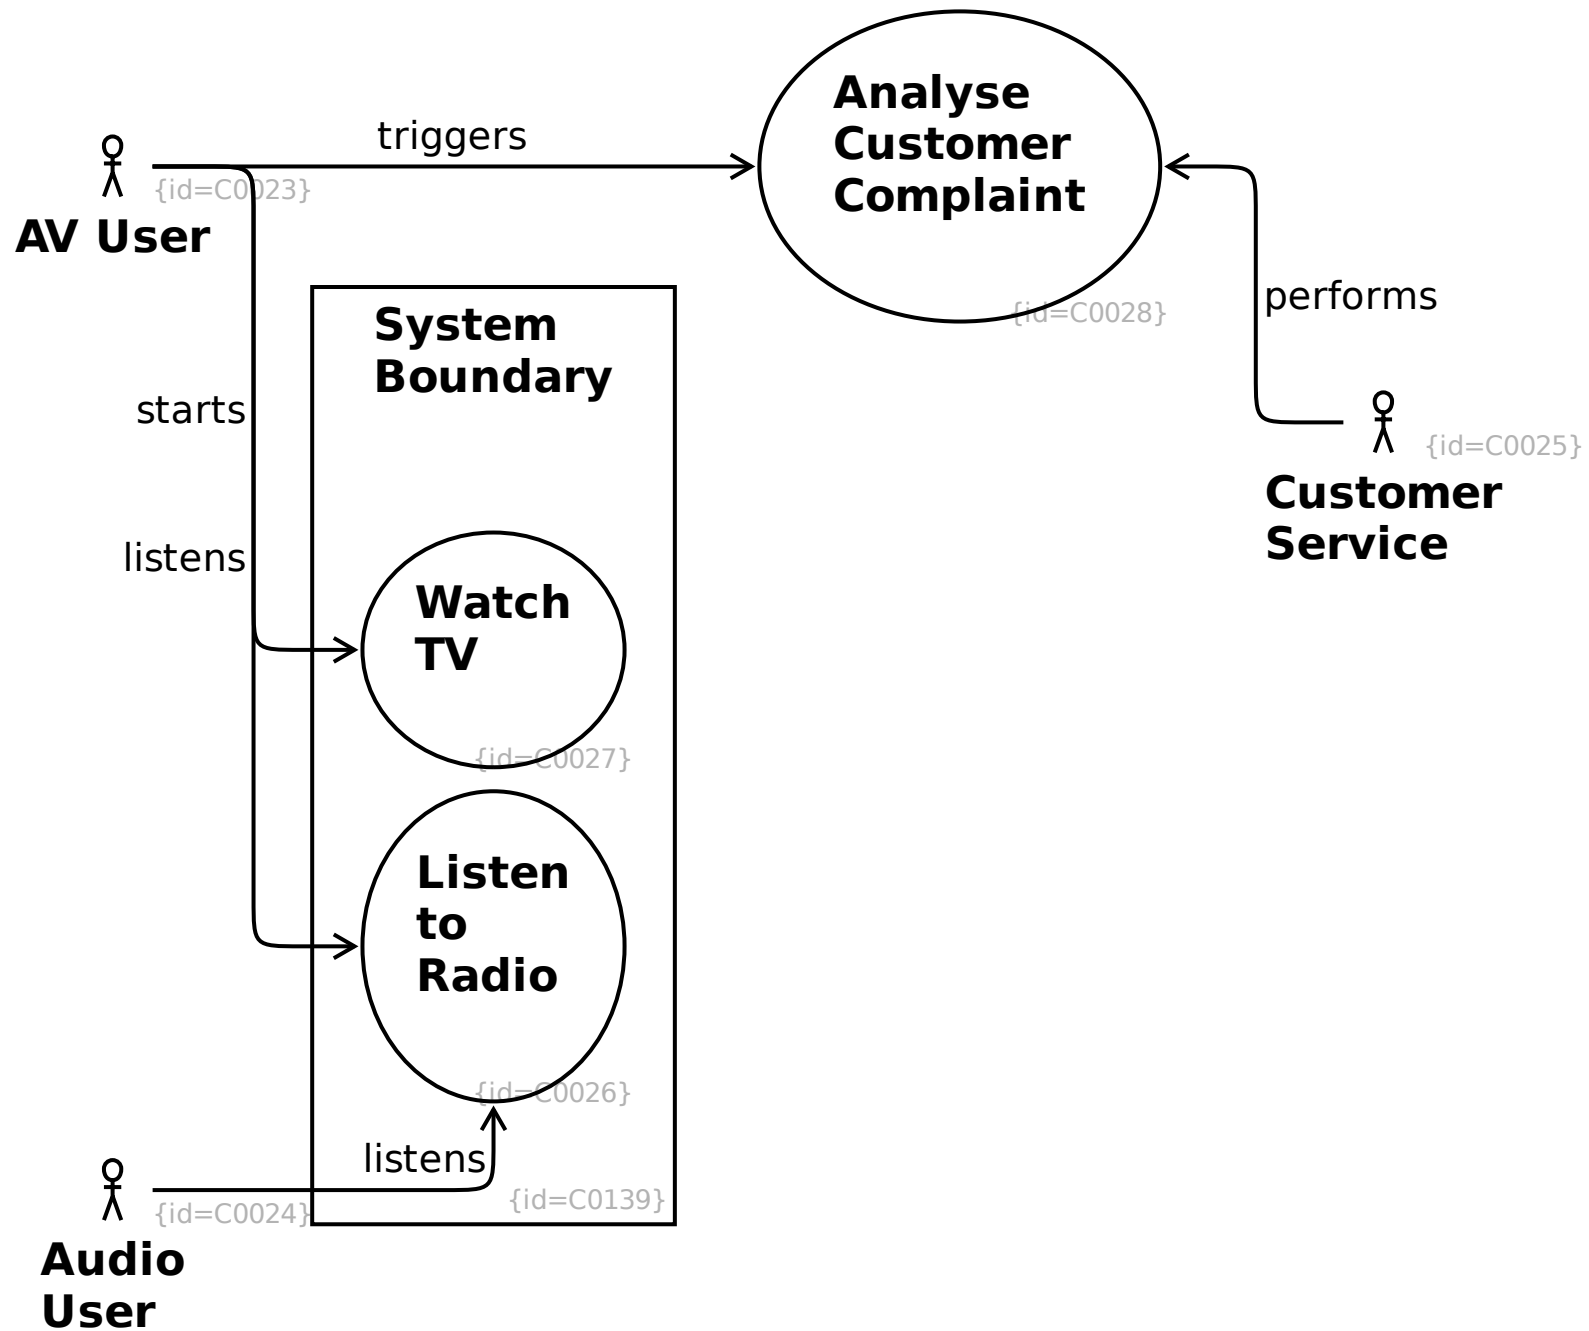 Analyse
Customer
Complaint
triggers
{id=C0023}
AV User
{id=C0028}
performs
System
Boundary
starts
{id=C0025}
Customer
Service
listens
Watch
TV
{id=C0027}
Listen
to
Radio
{id=C0026}
listens
{id=C0139}
{id=C0024}
Audio
User